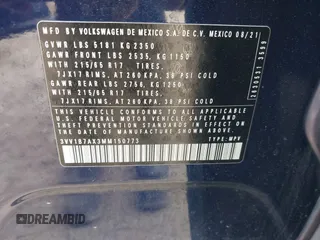 MFD BY VOLKSWAGEN DE MEXICO S.A. DE C.V. MEXICO 08/21
GVWR LBS 5181 KG 2350
GAWR FRONT LBS 2535, KG 1150
WITH 215/65 R17 TIRES,
7JX17 RIMS, AT 260 KPA, 38 PSI COLD
GAWR REAR LBS 2756, KG 1250
WITH 215/65 R17 TIRES,
7JX17 RIMS, AT 260 KPA, 38 PSI COLD
THIS VEHICLE CONFORMS TO ALL APPLICABLE
U.S. FEDERAL MOTOR VEHICLE SAFETY AND
THEFT PREVENTION STANDARDS IN EFFECT ON THE
DATE OF MANUFACTURE SHOWN ABOVE.
3VV1B7AX3MM150773 TYPE: MPV
DREAMBID